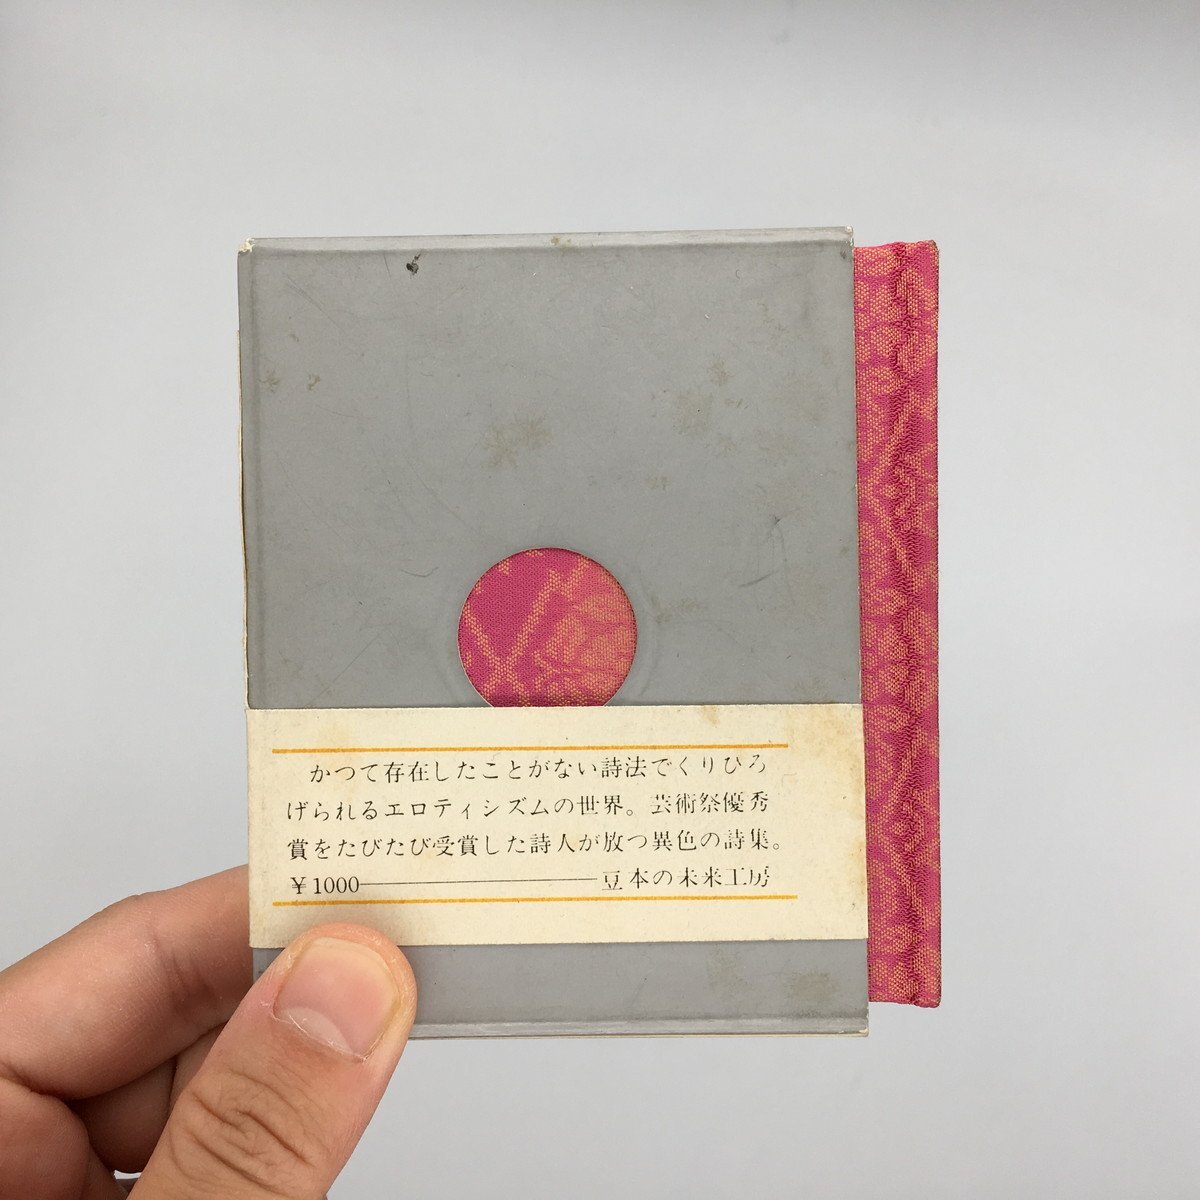 かつて存在したことがない詩法でくりひろ
げられるエロティシズムの世界。芸術祭優秀
賞をたびたび受賞した詩人が放つ異色の詩集。
¥1000──────────豆本の未来工房